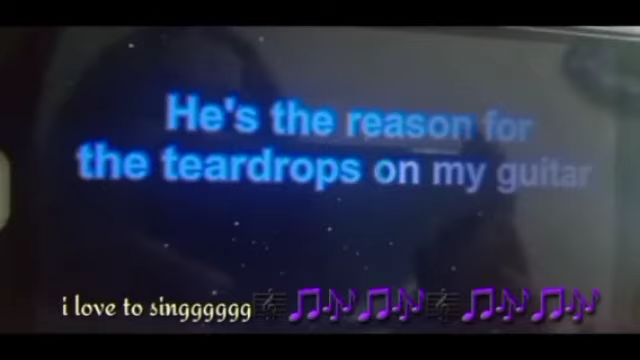 He's the reason for
the teardrops on my guitar
i love to singggggg🎼🎶🎶🎼🎶🎶